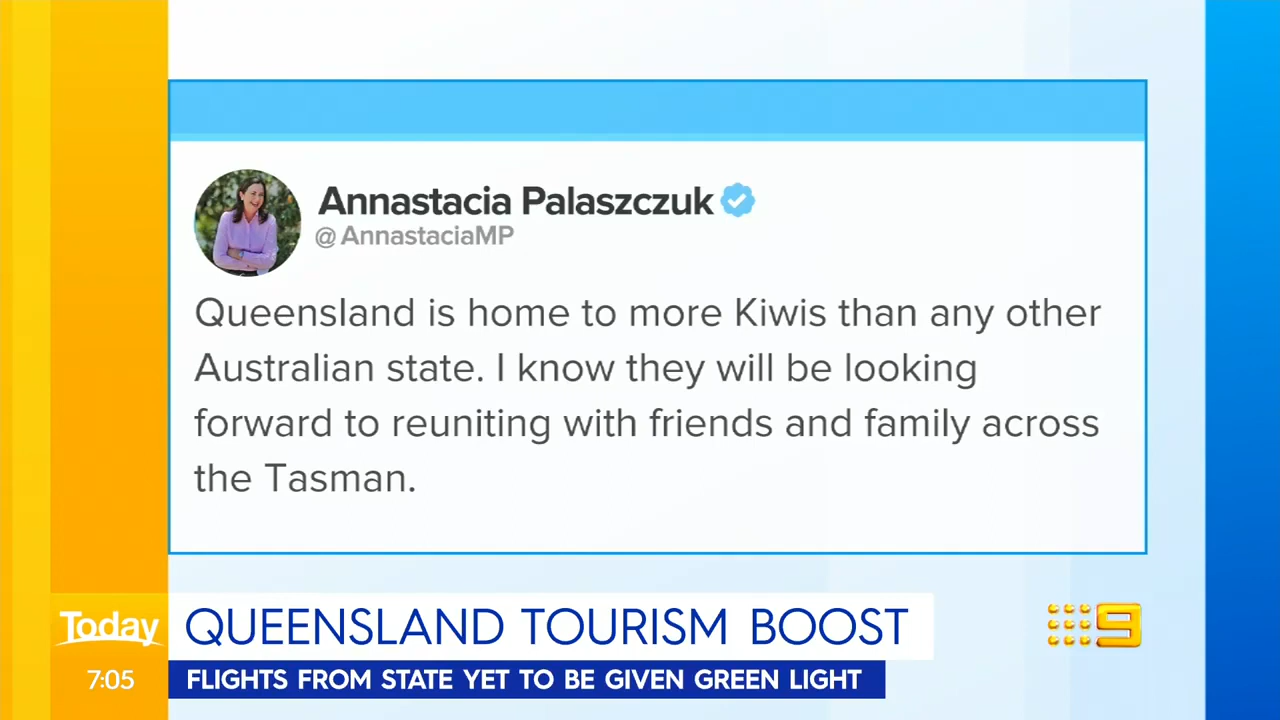 Annastacia Palaszczuk
@AnnastaciaMP
Queensland is home to more Kiwis than any other
Australian state. I know they will be looking
forward to reuniting with friends and family across
the Tasman.
Today
QUEENSLAND TOURISM BOOST
9
7:05
FLIGHTS FROM STATE YET TO BE GIVEN GREEN LIGHT